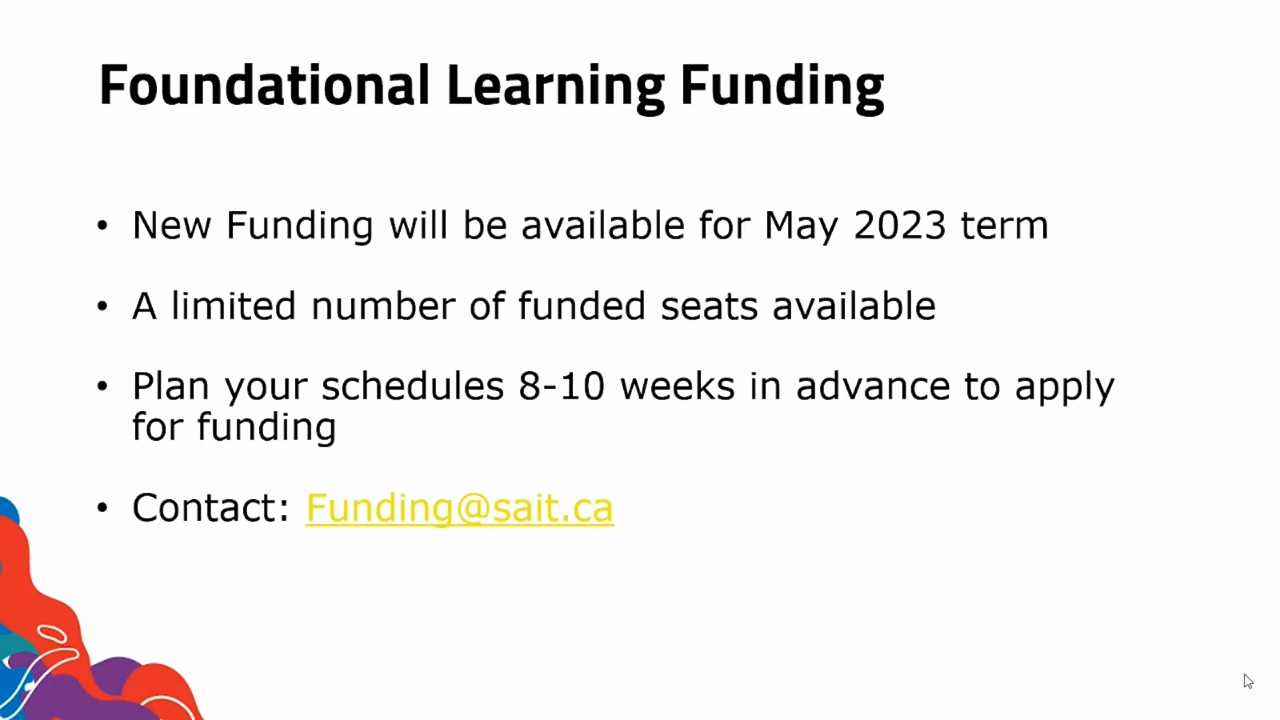 Foundational Learning Funding
• New Funding will be available for May 2023 term
• A limited number of funded seats available
• Plan your schedules 8-10 weeks in advance to apply
for funding
• Contact: Funding@sait.ca